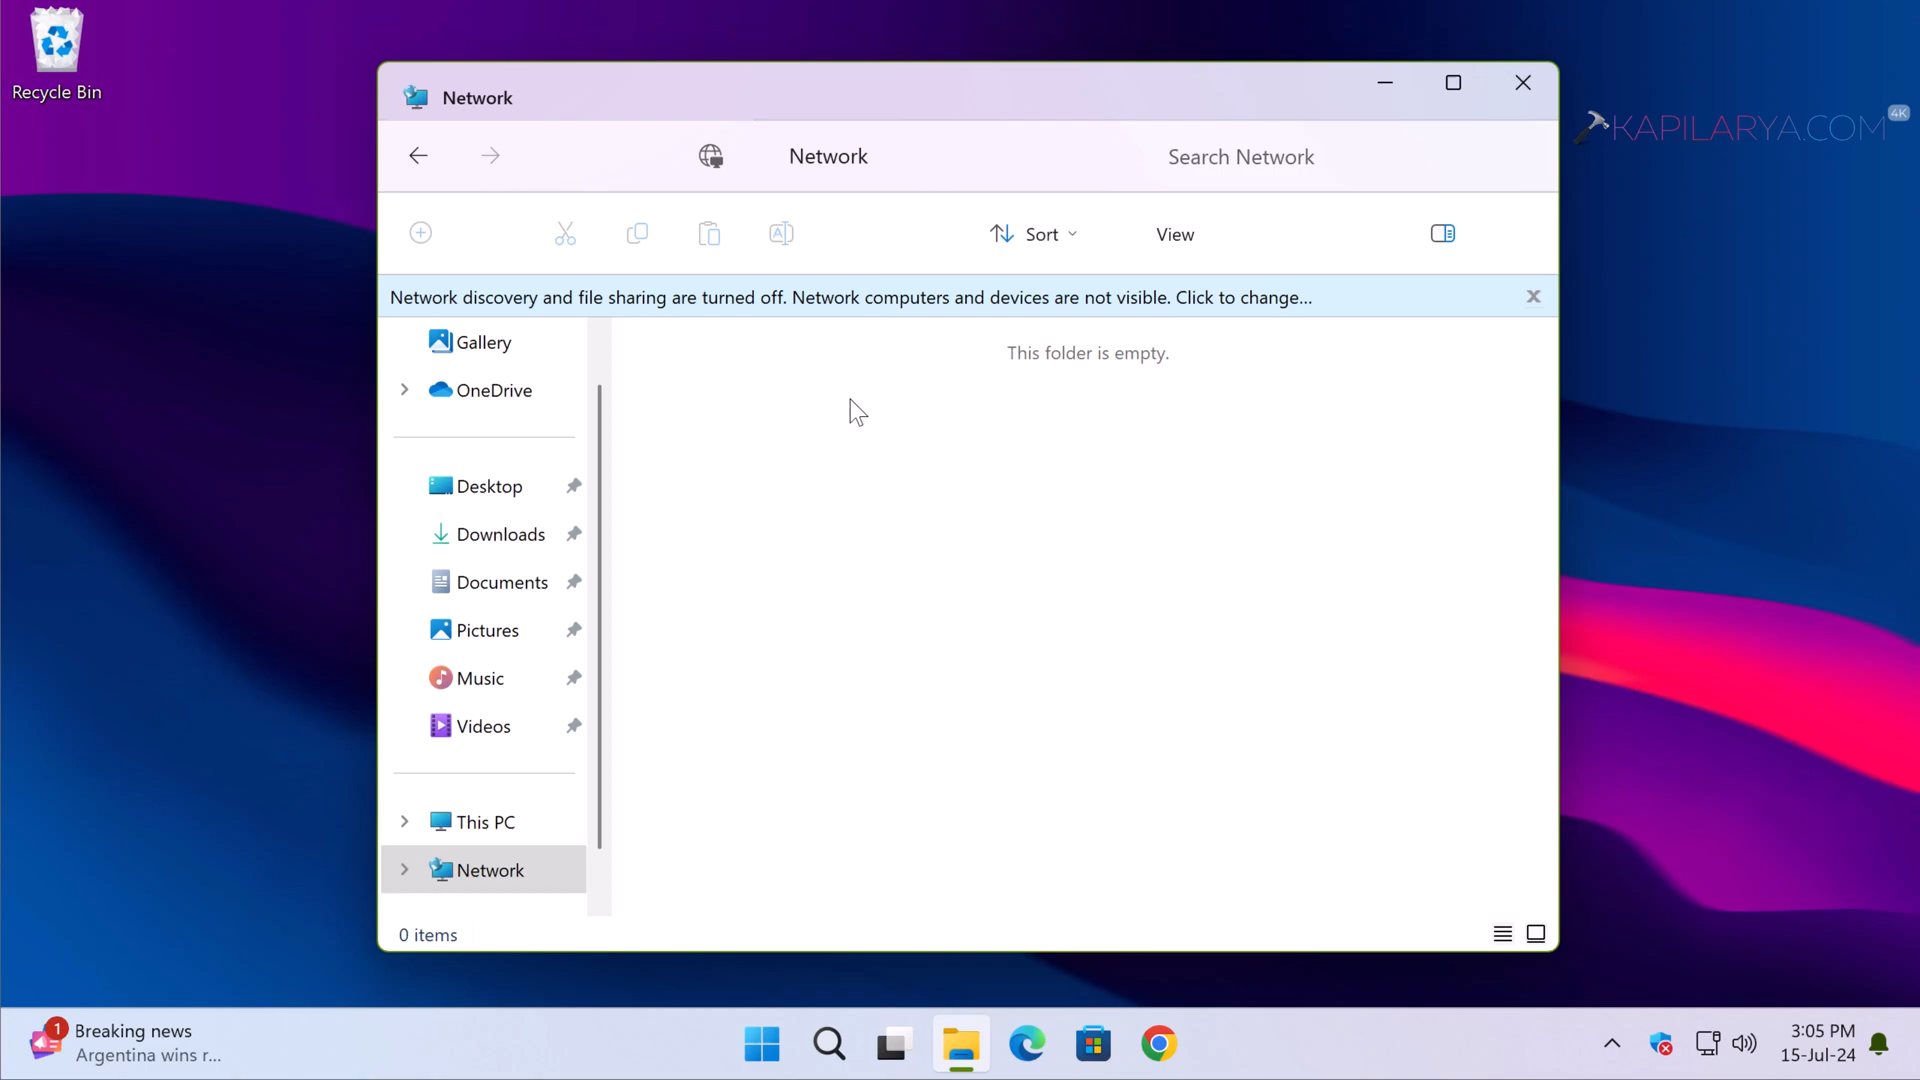 Recycle Bin
Network
KAPILARYA.COM
4K
Network
Search Network
Sort
View
Network discovery and file sharing are turned off. Network computers and devices are not visible. Click to change...
Gallery
This folder is empty.
OneDrive
Desktop
Downloads
Documents
Pictures
Music
Videos
This PC
Network
0 items
1
Breaking news
Argentina wins r...
3:05 PM
15-Jul-24